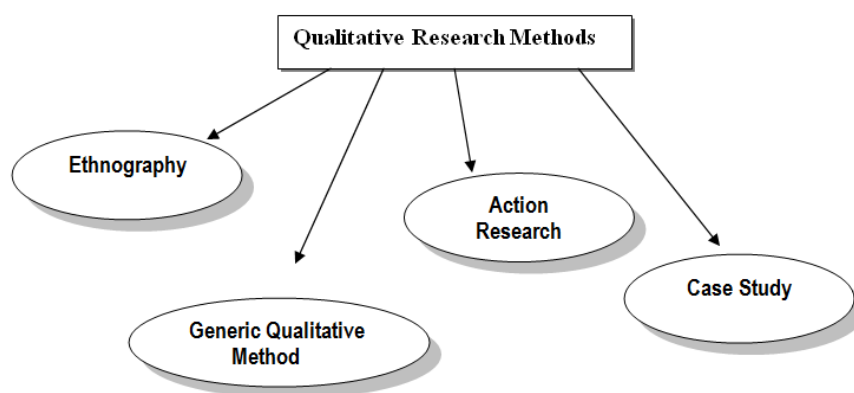 Qualitative Research Methods
Ethnography
Action
Research
Case Study
Generic Qualitative
Method